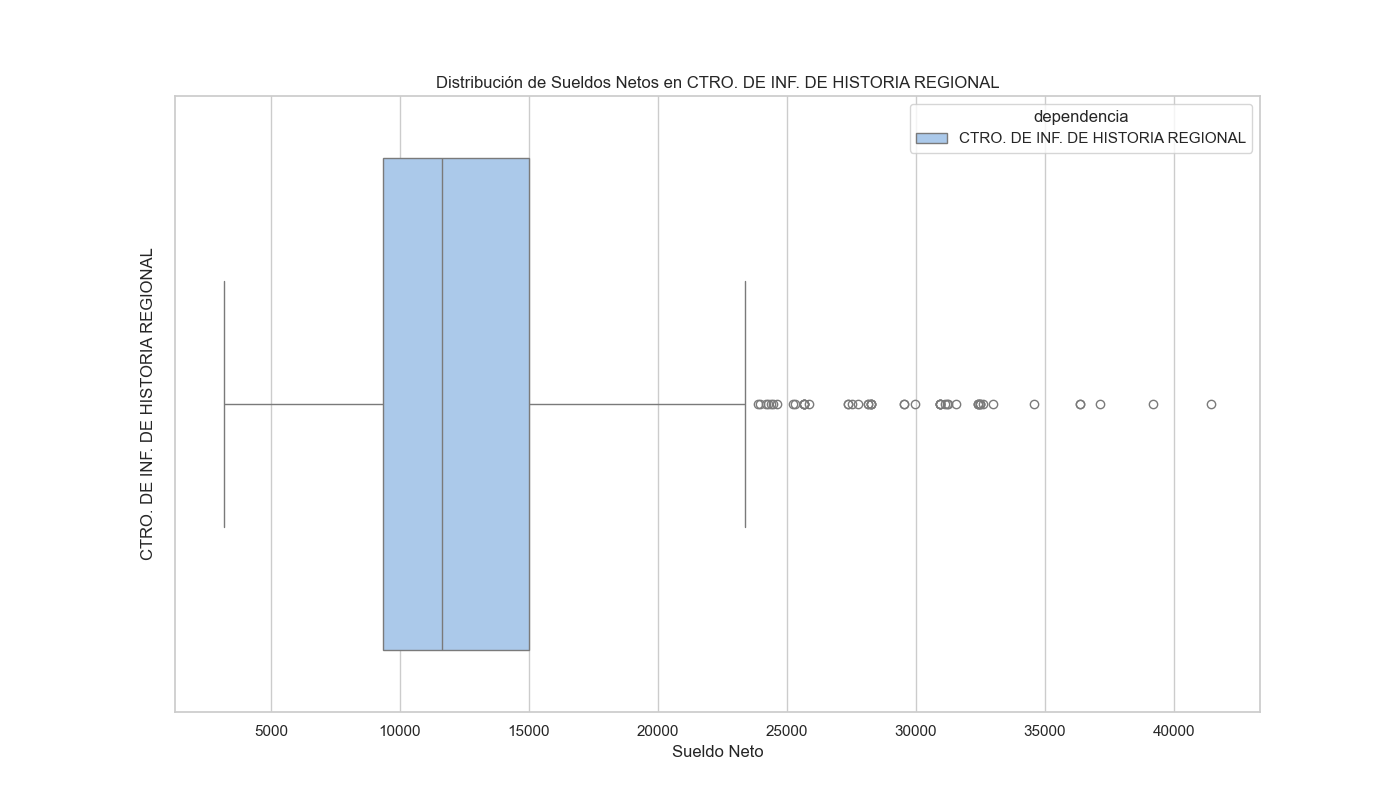 Distribución de Sueldos Netos en CTRO. DE INF. DE HISTORIA REGIONAL
dependencia
CTRO. DE INF. DE HISTORIA REGIONAL
CTRO. DE INF. DE HISTORIA REGIONAL
5000
10000
15000
20000
25000
30000
35000
40000
Sueldo Neto